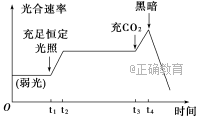 光合速率
黑暗
充CO₂
充足恒定
光照
(弱光)
@正确教育
O
t₁ t₂ t₃ t₄ 时间